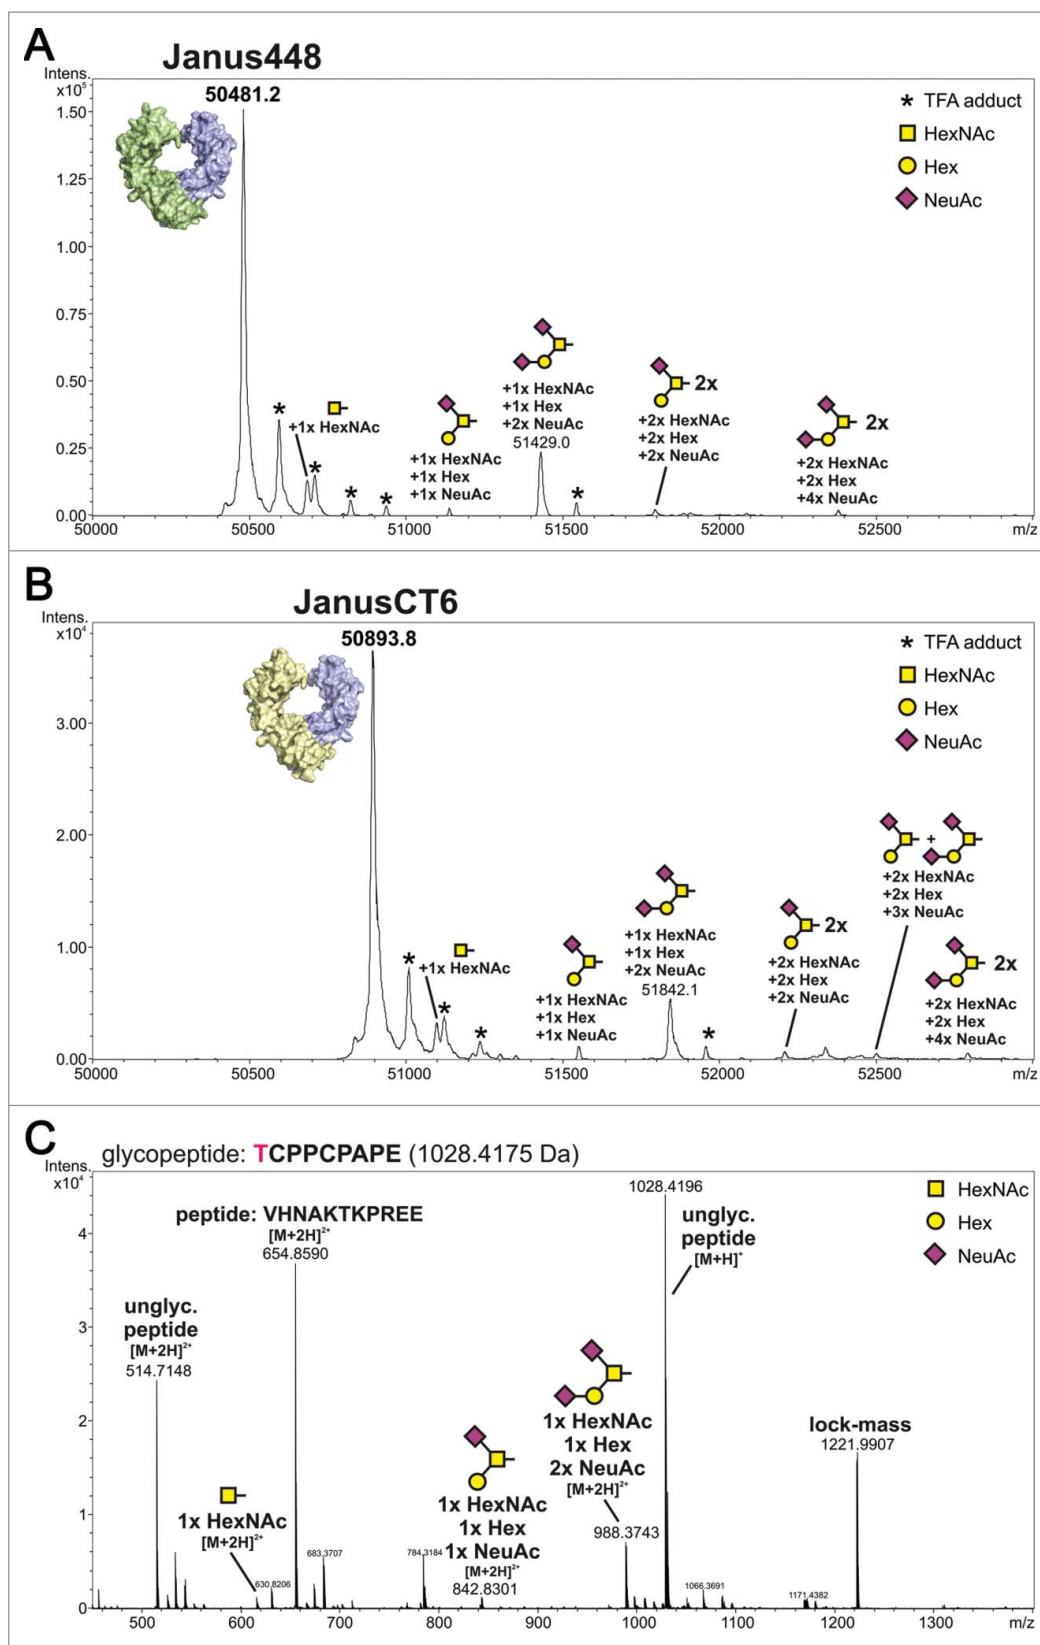 A
Janus448
Intens.
x10⁵
50481.2
* TFA adduct
HexNAc
Hex
NeuAc
1.50
1.25
1.00
0.75
0.50
0.25
0.00
*
+1x HexNAc
*
*
*
+1x HexNAc
+1x Hex
+1x NeuAc
+1x HexNAc
+1x Hex
+2x NeuAc
51429.0
*
2x
+2x HexNAc
+2x Hex
+2x NeuAc
2x
+2x HexNAc
+2x Hex
+4x NeuAc
50000 50500 51000 51500 52000 52500 m/z
B
JanusCT6
Intens.
x10⁴
50893.8
* TFA adduct
HexNAc
Hex
NeuAc
3.00
2.00
1.00
0.00
*
+1x HexNAc
*
*
+1x HexNAc
+1x Hex
+1x NeuAc
+1x HexNAc
+1x Hex
+2x NeuAc
51842.1
*
2x
+2x HexNAc
+2x Hex
+2x NeuAc
+
+2x HexNAc
+2x Hex
+3x NeuAc
2x
+2x HexNAc
+2x Hex
+4x NeuAc
50000 50500 51000 51500 52000 52500 m/z
C
glycopeptide: TCPPCPAPE (1028.4175 Da)
Intens.
x10⁴
HexNAc
Hex
NeuAc
4
3
2
1
0
unglyc.
peptide
[M+2H]²⁺
514.7148
1x HexNAc
[M+2H]²⁺
630.8206
peptide: VHNAKTKPREE
[M+2H]²⁺
654.8590
683.3707
784.3184
1x HexNAc
1x Hex
1x NeuAc
[M+2H]²⁺
842.8301
1x HexNAc
1x Hex
2x NeuAc
[M+2H]²⁺
988.3743
1028.4196
unglyc.
peptide
[M+H]⁺
1066.3691
1171.4382
lock-mass
1221.9907
500 600 700 800 900 1000 1100 1200 1300 m/z